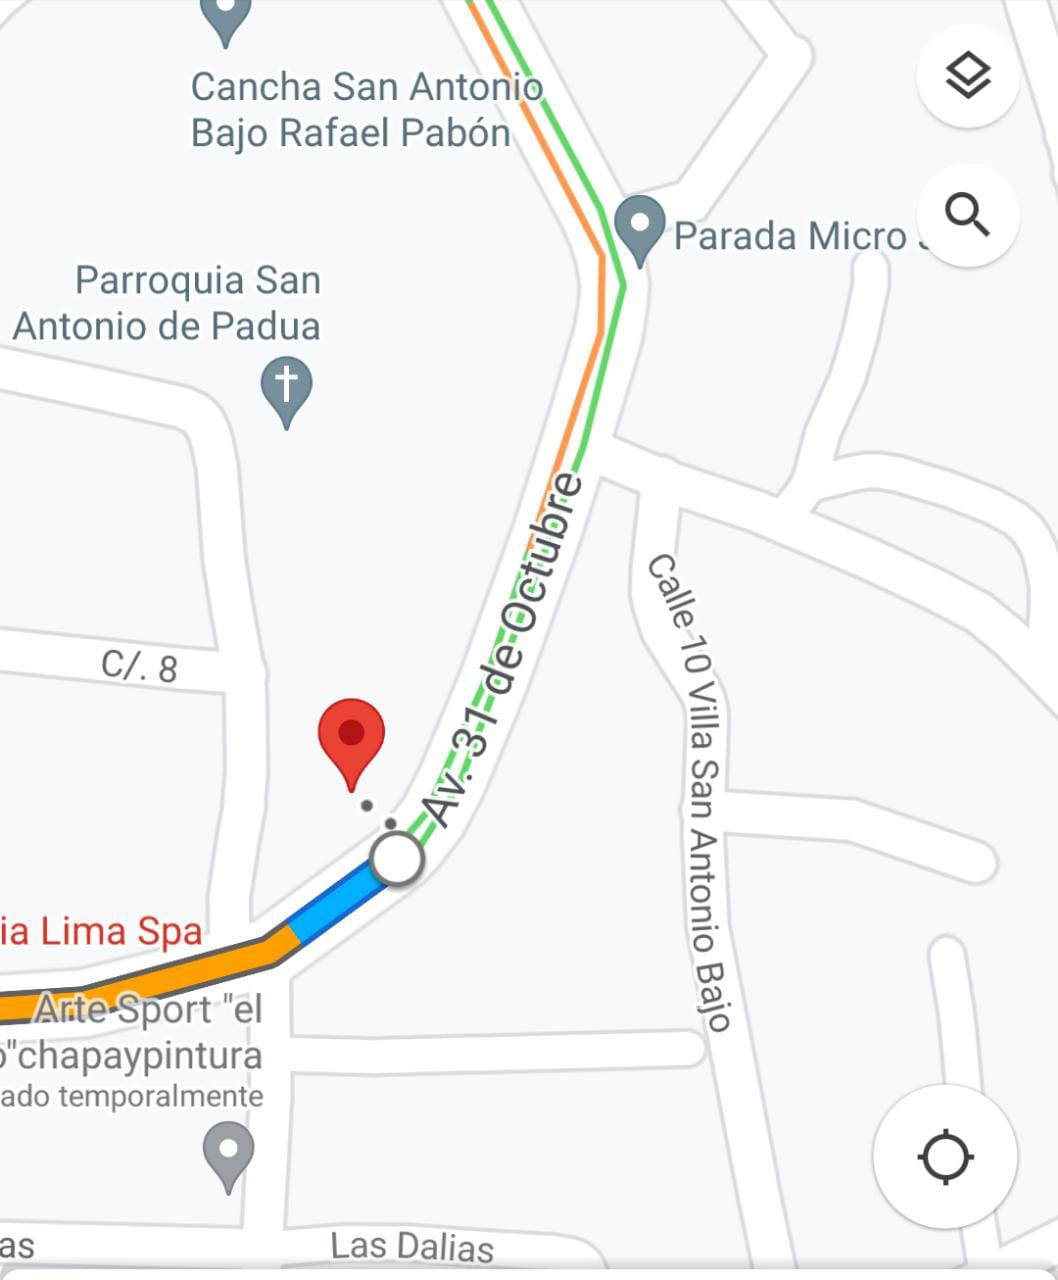 Cancha San Antonio
Bajo Rafael Pabón
Parada Micro
Parroquia San
Antonio de Padua
Av. 31 de Octubre
Calle 10 Villa San Antonio Bajo
C/. 8
ia Lima Spa
Arte Sport "el
o"chapaypintura
ado temporalmente
Las Dalias
as